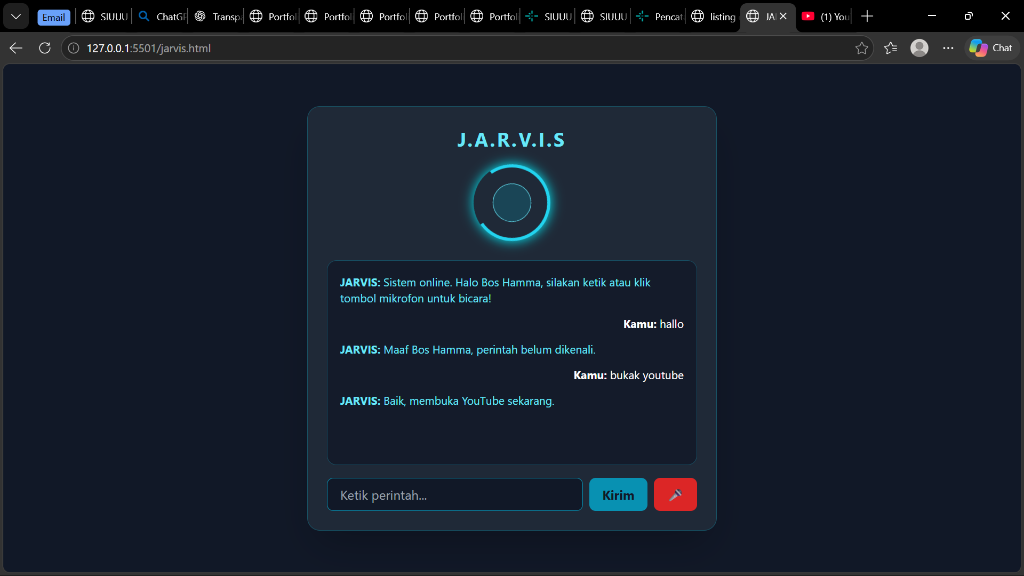 Email
SIUUU
ChatG
Transp
Portfol
Portfol
Portfol
Portfol
Portfol
SIUUU
SIUUU
Pencat
listing
JA
(1) You
127.0.0.1:5501/jarvis.html
Chat
J.A.R.V.I.S
JARVIS: Sistem online. Halo Bos Hamma, silakan ketik atau klik
tombol mikrofon untuk bicara!
Kamu: hallo
JARVIS: Maaf Bos Hamma, perintah belum dikenali.
Kamu: bukak youtube
JARVIS: Baik, membuka YouTube sekarang.
Ketik perintah...
Kirim